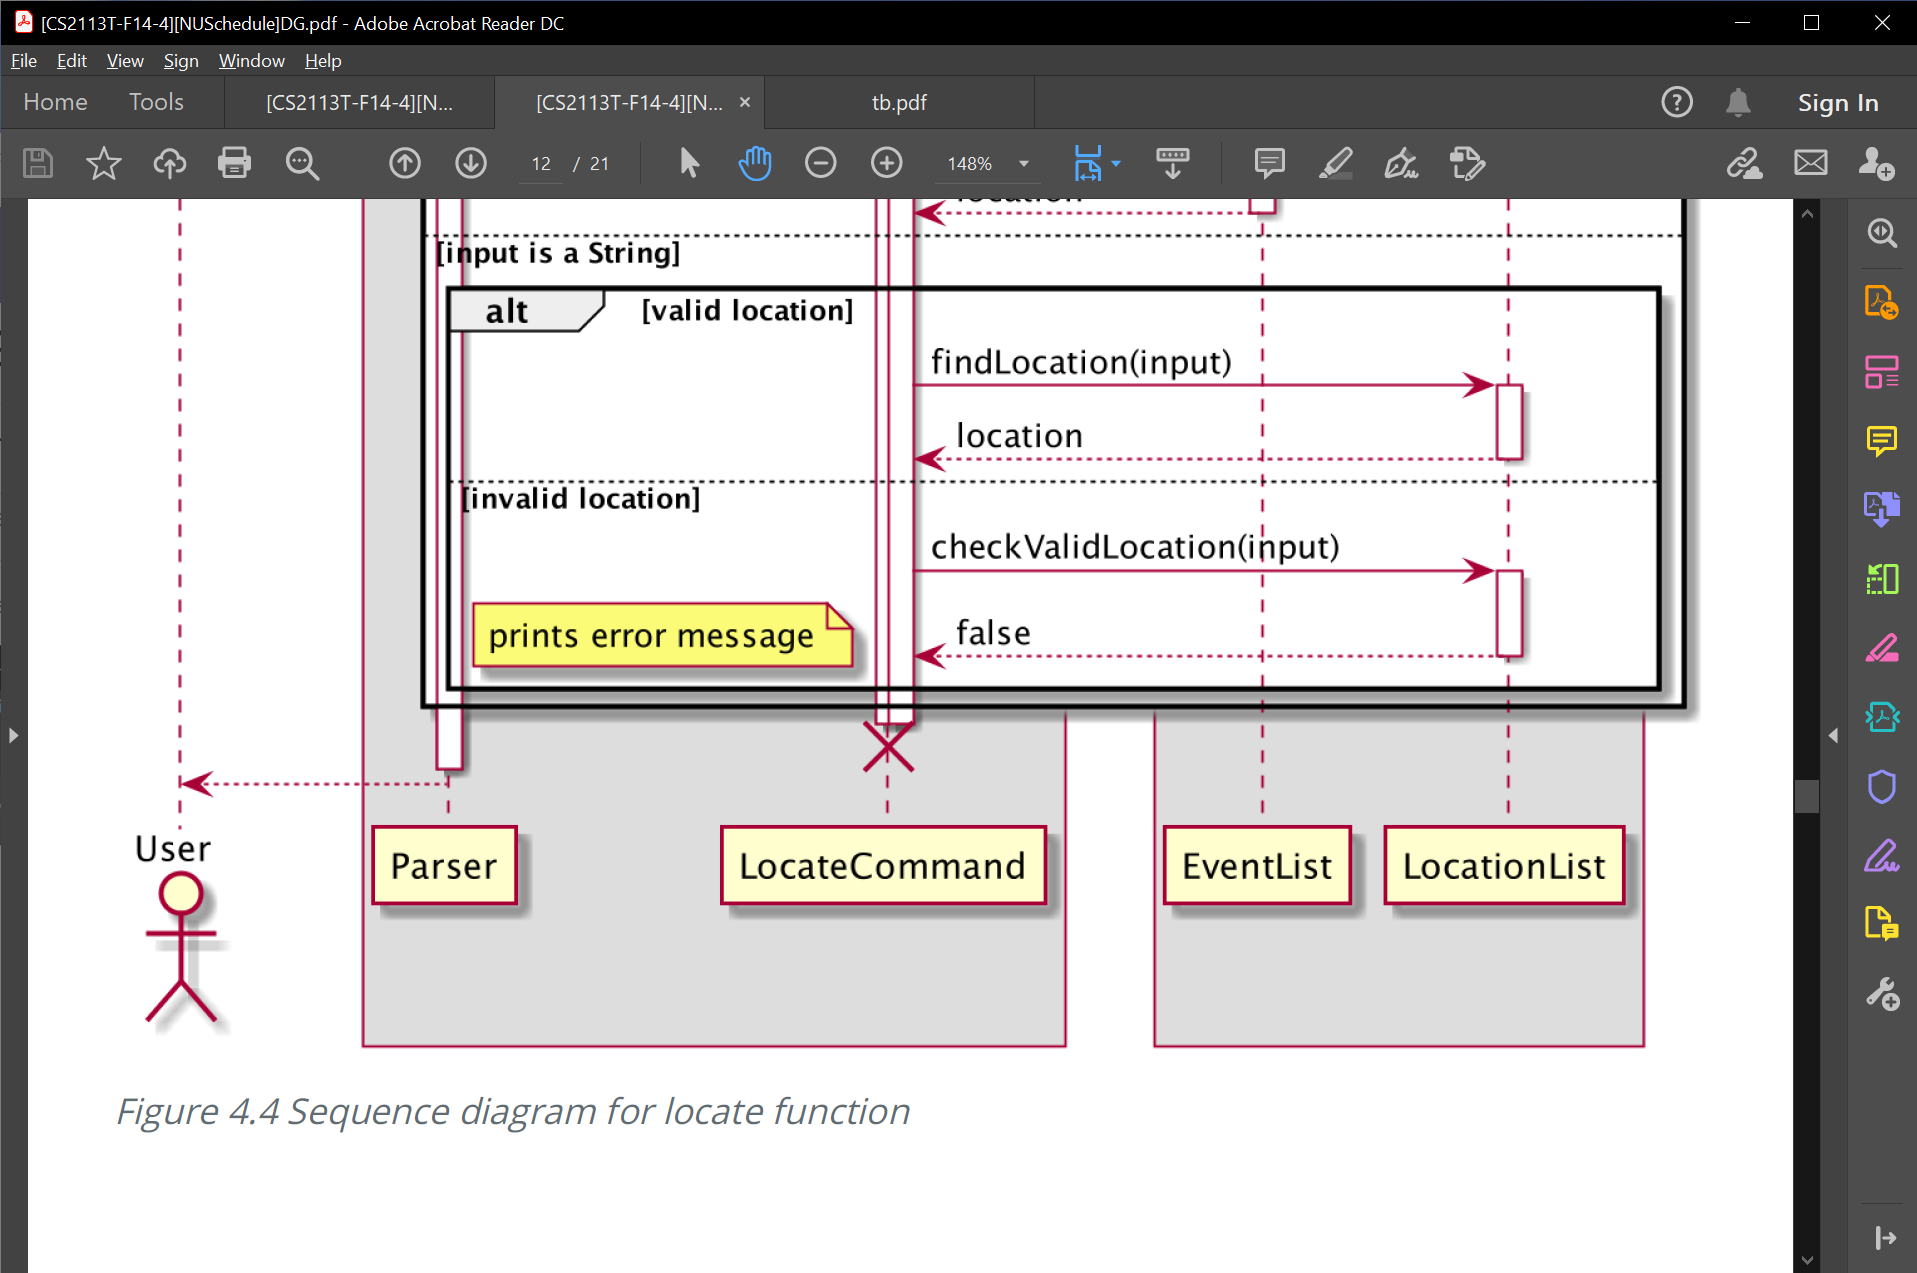 [CS2113T-F14-4][NUSchedule]DG.pdf - Adobe Acrobat Reader DC
File Edit View Sign Window Help
Home Tools [CS2113T-F14-4][N... [CS2113T-F14-4][N... × tb.pdf Sign In
12 / 21 148%
location
[input is a String]
alt [valid location]
findLocation(input)
location
[invalid location]
checkValidLocation(input)
prints error message
false
User
Parser LocateCommand EventList LocationList
Figure 4.4 Sequence diagram for locate function